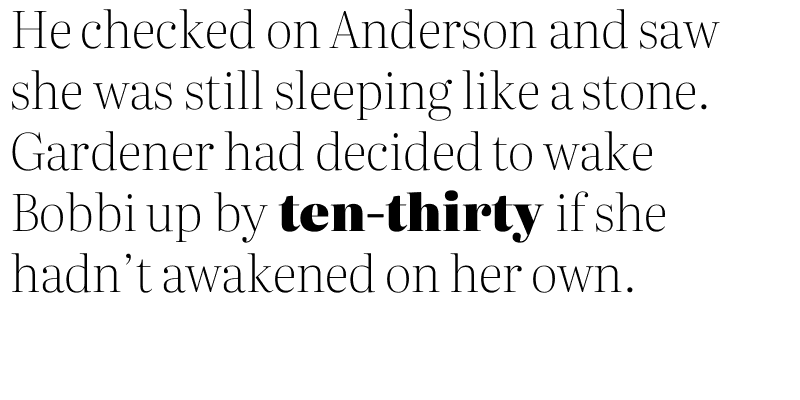 He checked on Anderson and saw
she was still sleeping like a stone.
Gardener had decided to wake
Bobbi up by ten-thirty if she
hadn’t awakened on her own.